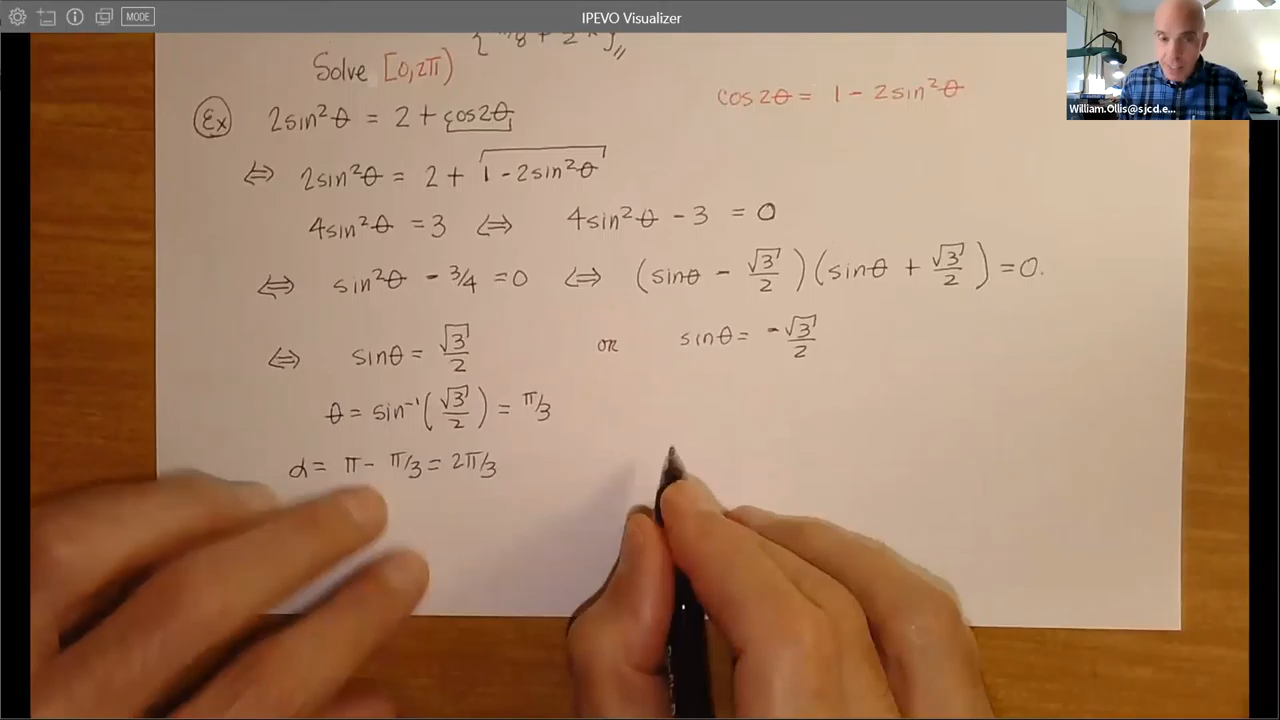 MODE
IPEVO Visualizer
William.Ollis@sjcd.e...
Solve [0,2π)
cos2θ = 1 - 2sin²θ
Ex 2sin²θ = 2 + cos2θ
⇔ 2sin²θ = 2 + 1 - 2sin²θ
4sin²θ = 3 ⇔ 4sin²θ - 3 = 0
⇔ sin²θ - 3/4 = 0 ⇔ (sinθ - √3/2)(sinθ + √3/2) = 0.
⇔ sinθ = √3/2 or sinθ = -√3/2
θ = sin⁻¹(√3/2) = π/3
α = π - π/3 = 2π/3